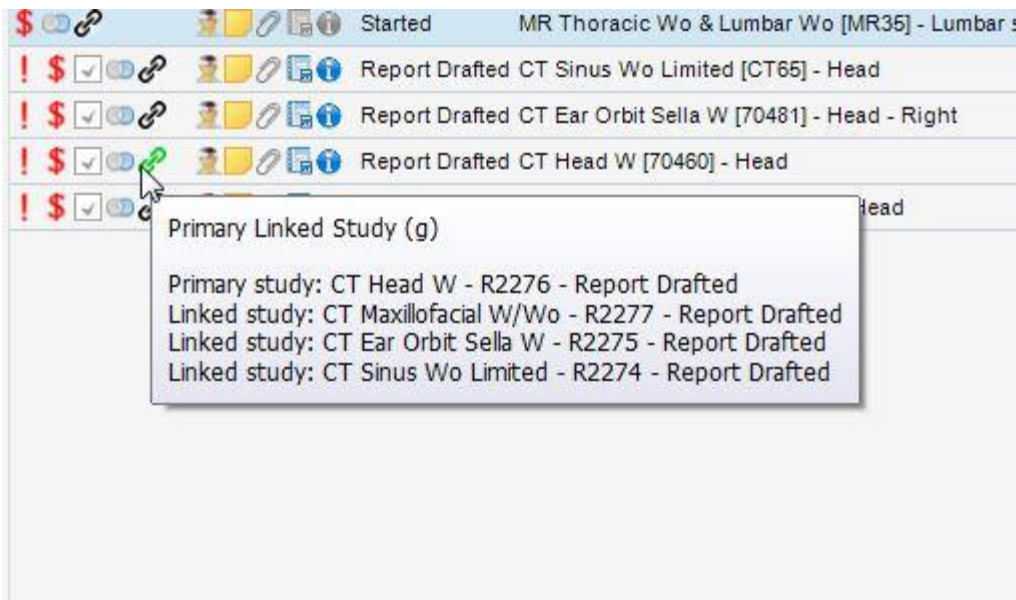 Started MR Thoracic Wo & Lumbar Wo [MR35] - Lumbar
Report Drafted CT Sinus Wo Limited [CT65] - Head
Report Drafted CT Ear Orbit Sella W [70481] - Head - Right
Report Drafted CT Head W [70460] - Head
Head
Primary Linked Study (g)
Primary study: CT Head W - R2276 - Report Drafted
Linked study: CT Maxillofacial W/Wo - R2277 - Report Drafted
Linked study: CT Ear Orbit Sella W - R2275 - Report Drafted
Linked study: CT Sinus Wo Limited - R2274 - Report Drafted